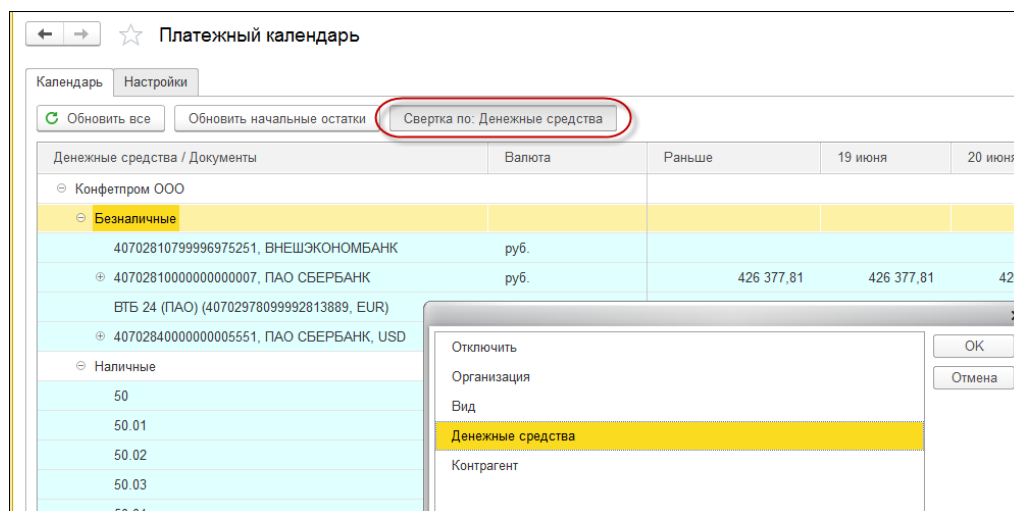 Платежный календарь
Календарь Настройки
Обновить все Обновить начальные остатки Свертка по: Денежные средства
Денежные средства / Документы Валюта Раньше 19 июня 20 июня
Конфетпром ООО
Безналичные
40702810799996975251, ВНЕШЭКОНОМБАНК руб.
40702810000000000007, ПАО СБЕРБАНК руб. 426 377,81 426 377,81 42
ВТБ 24 (ПАО) (40702978099992813889, EUR)
40702840000000005551, ПАО СБЕРБАНК, USD
Наличные
50
50.01
50.02
50.03
Отключить
Организация
Вид
Денежные средства
Контрагент
OK
Отмена